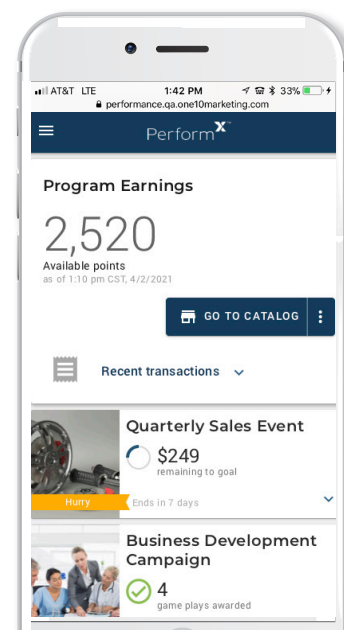 AT&T LTE 1:42 PM 33%
performance.qa.one10marketing.com
PerformX™
Program Earnings
2,520
Available points
as of 1:10 pm CST, 4/2/2021
GO TO CATALOG
Recent transactions
Quarterly Sales Event
$249
remaining to goal
Hurry
Ends in 7 days
Business Development
Campaign
4
game plays awarded